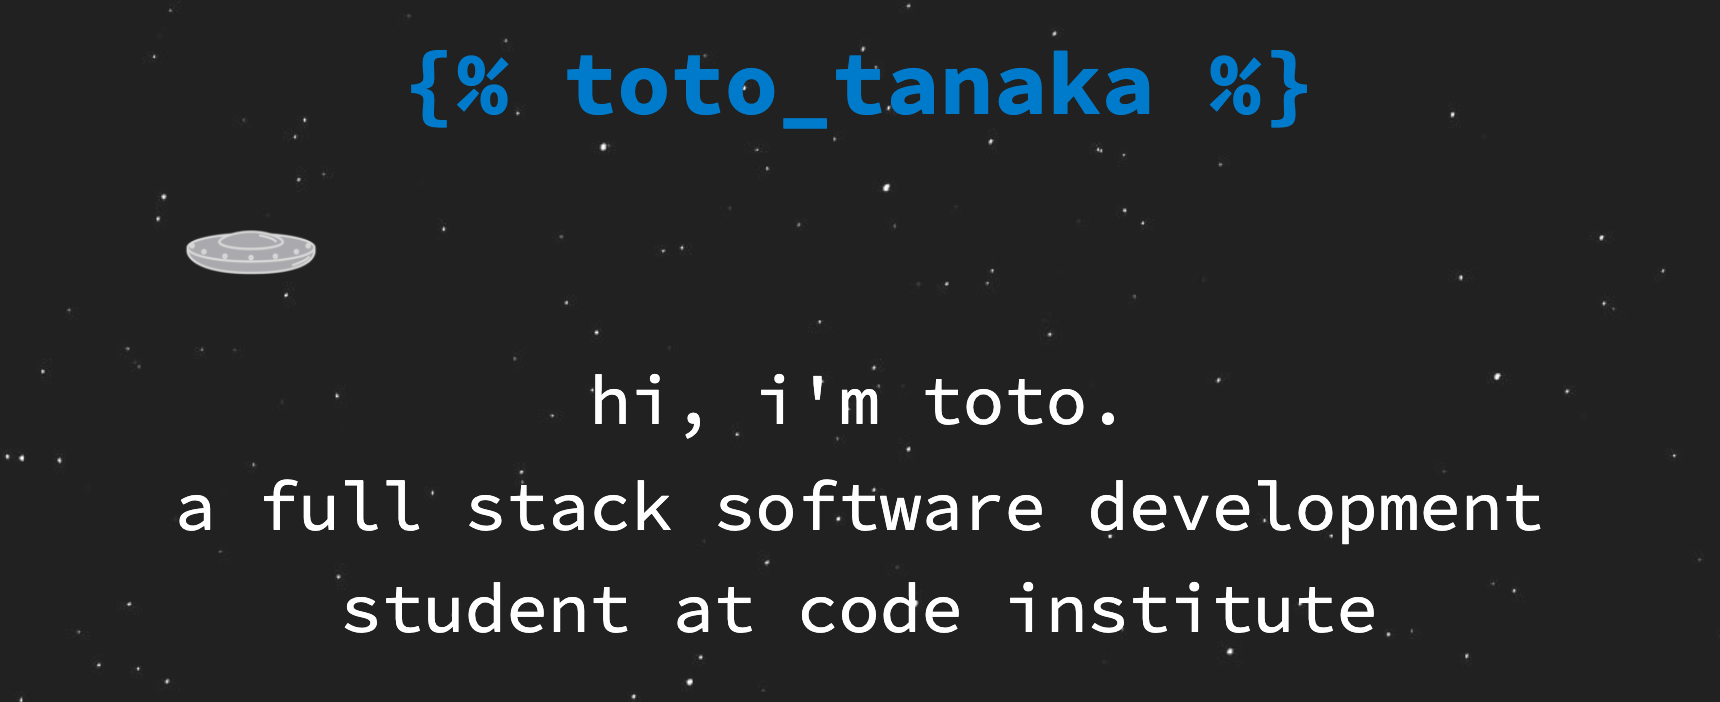 {% toto_tanaka %}
hi, i'm toto.
a full stack software development
student at code institute